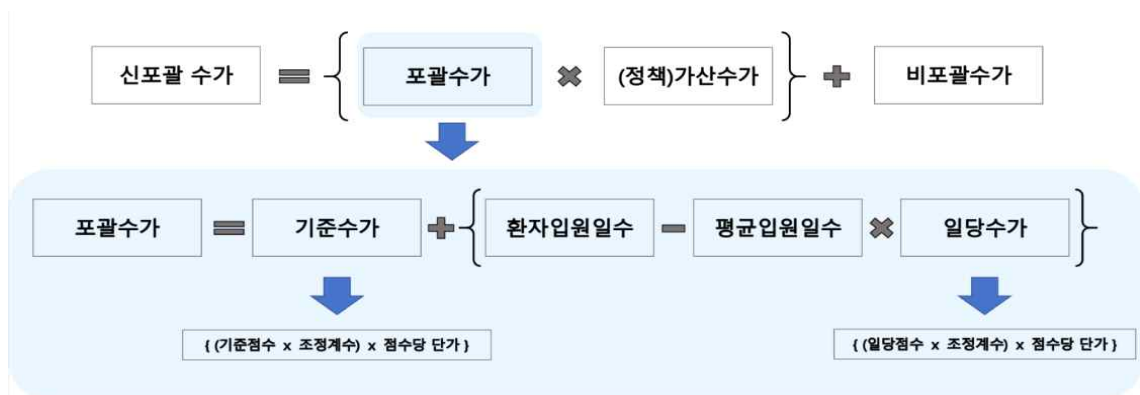 신포괄 수가 = { 포괄수가 × (정책)가산수가 } + 비포괄수가
포괄수가 = 기준수가 + { 환자입원일수 - 평균입원일수 × 일당수가 }
{ (기준점수 x 조정계수) x 점수당 단가 } { (일당점수 x 조정계수) x 점수당 단가 }